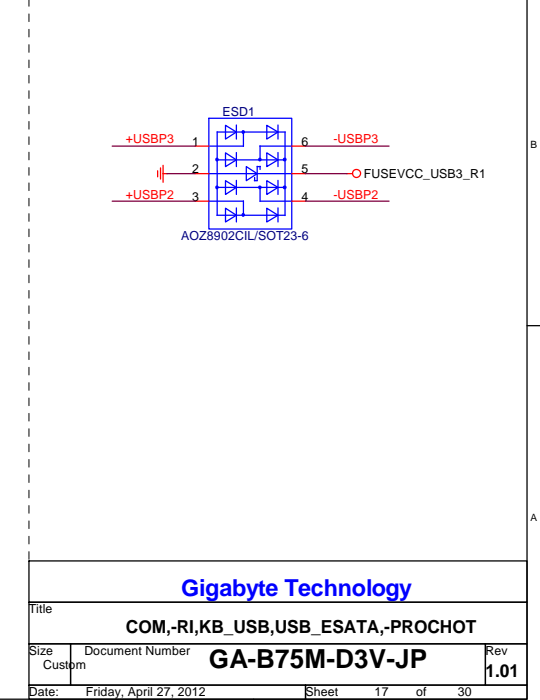 ESD1
+USBP3 1 6 -USBP3
B
2 5 FUSEVCC_USB3_R1
+USBP2 3 4 -USBP2
AOZ8902CIL/SOT23-6
A
Gigabyte Technology
Title
COM,-RI,KB_USB,USB_ESATA,-PROCHOT
Size Document Number Rev
Custom GA-B75M-D3V-JP 1.01
Date: Friday, April 27, 2012 Sheet 17 of 30